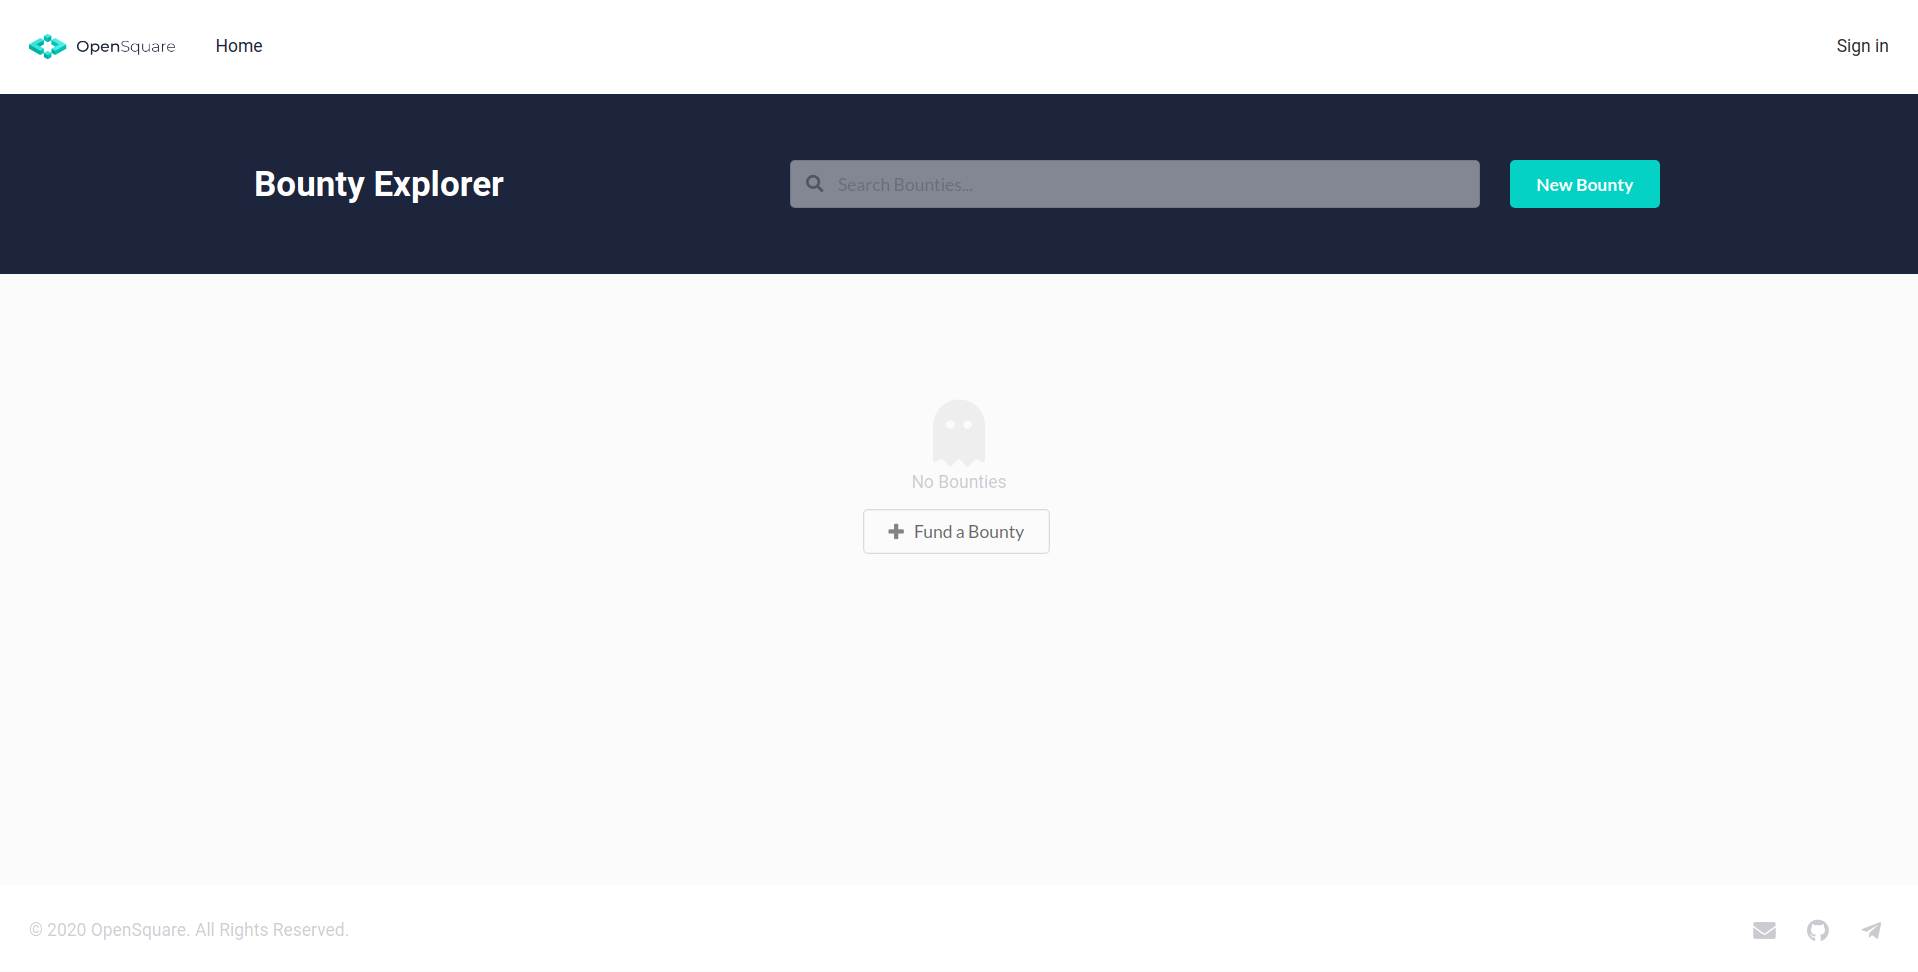 OpenSquare
Home
Sign in
Bounty Explorer
Search Bounties...
New Bounty
No Bounties
Fund a Bounty
© 2020 OpenSquare. All Rights Reserved.